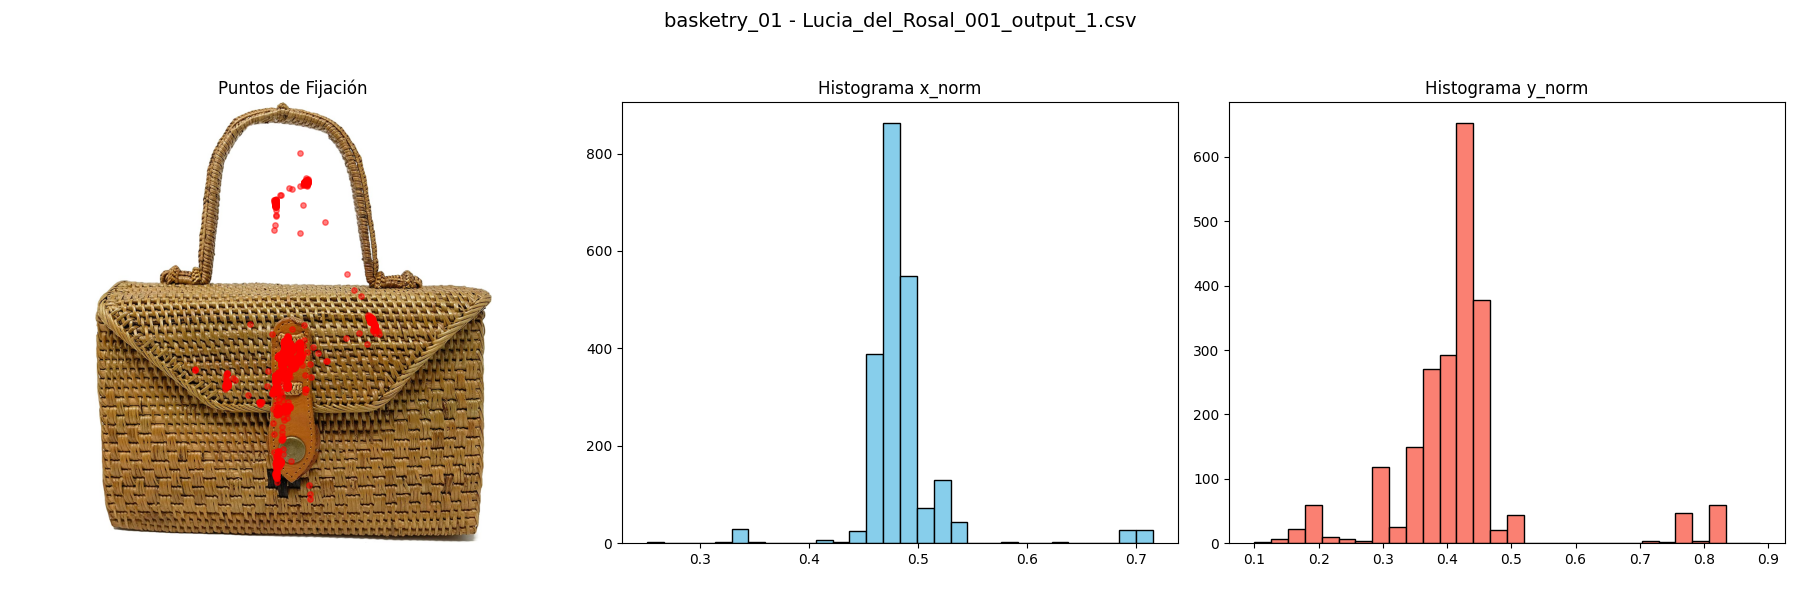 basketry_01 - Lucia_del_Rosal_001_output_1.csv
Puntos de Fijación
Histograma x_norm
800
600
400
200
0
0.3 0.4 0.5 0.6 0.7
Histograma y_norm
600
500
400
300
200
100
0
0.1 0.2 0.3 0.4 0.5 0.6 0.7 0.8 0.9